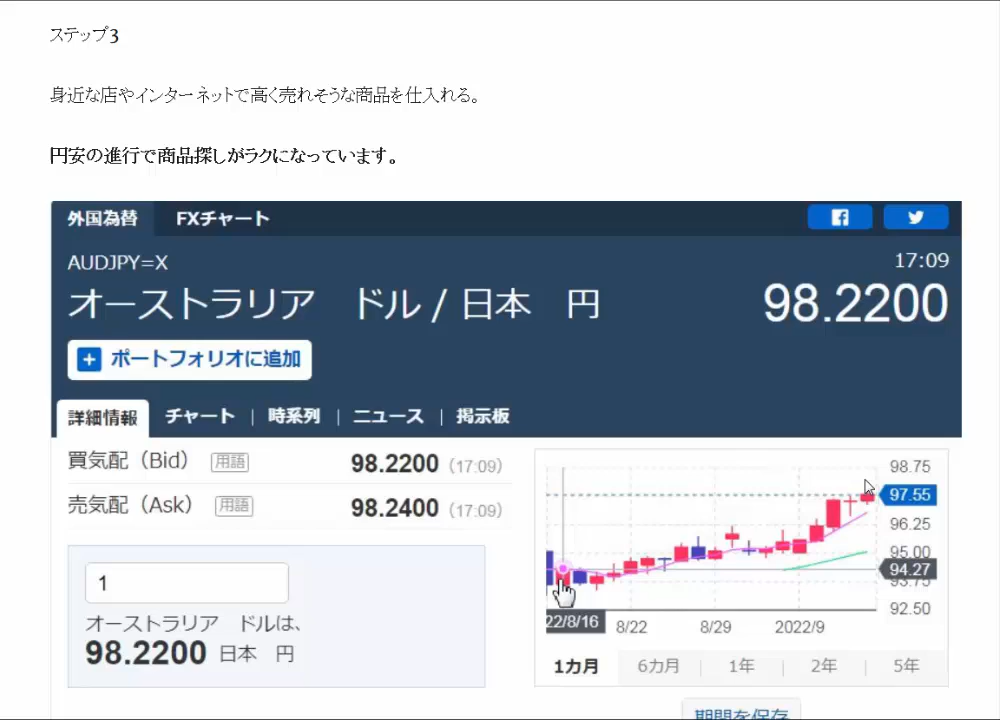 ステップ3
身近な店やインターネットで高く売れそうな商品を仕入れる。
円安の進行で商品探しがラクになっています。
外国為替 FXチャート
AUDJPY=X 17:09
オーストラリア ドル / 日本 円 98.2200
+ ポートフォリオに追加
詳細情報 チャート | 時系列 | ニュース | 掲示板
買気配（Bid） 用語 98.2200 (17:09)
売気配（Ask） 用語 98.2400 (17:09)
1
オーストラリア ドルは、
98.2200 日本 円
98.75
97.55
96.25
95.00
94.27
93.75
92.50
22/8/16 8/22 8/29 2022/9
1カ月 6カ月 1年 2年 5年
期間を保存